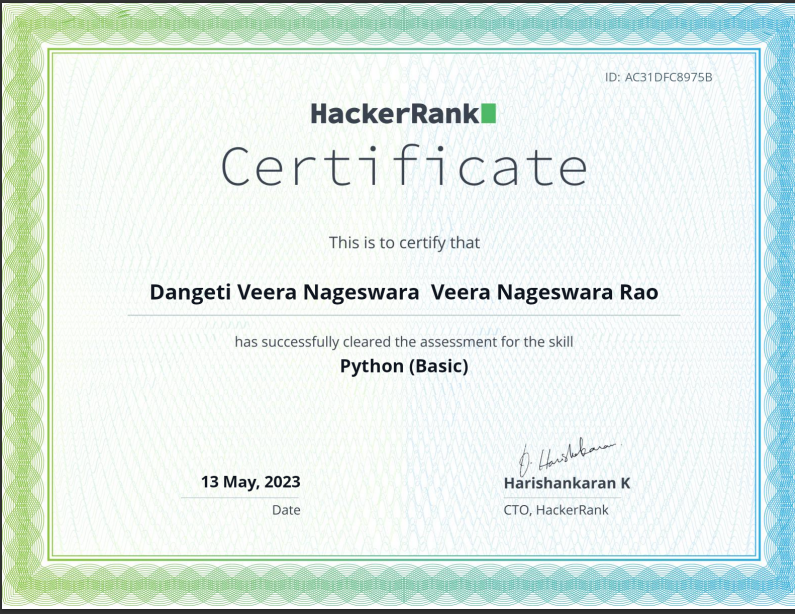 ID: AC31DFC8975B
HackerRank
Certificate
This is to certify that
Dangeti Veera Nageswara  Veera Nageswara Rao
has successfully cleared the assessment for the skill
Python (Basic)
D. Harishankaran
13 May, 2023
Harishankaran K
Date
CTO, HackerRank